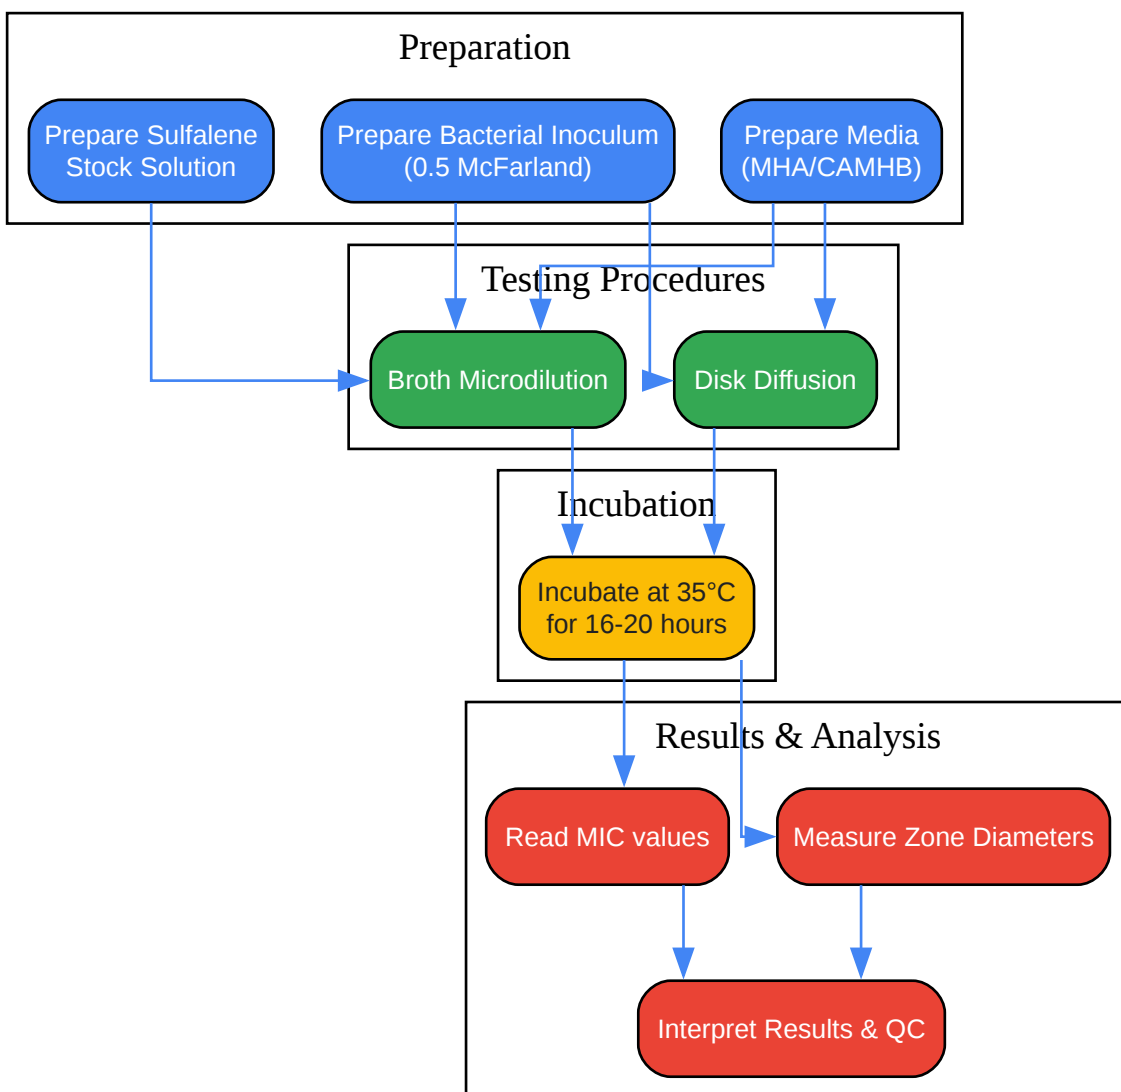 Preparation
Prepare Sulfalene
Stock Solution
Prepare Bacterial Inoculum
(0.5 McFarland)
Prepare Media
(MHA/CAMHB)
Testing Procedures
Broth Microdilution
Disk Diffusion
Incubation
Incubate at 35°C
for 16-20 hours
Results & Analysis
Read MIC values
Measure Zone Diameters
Interpret Results & QC